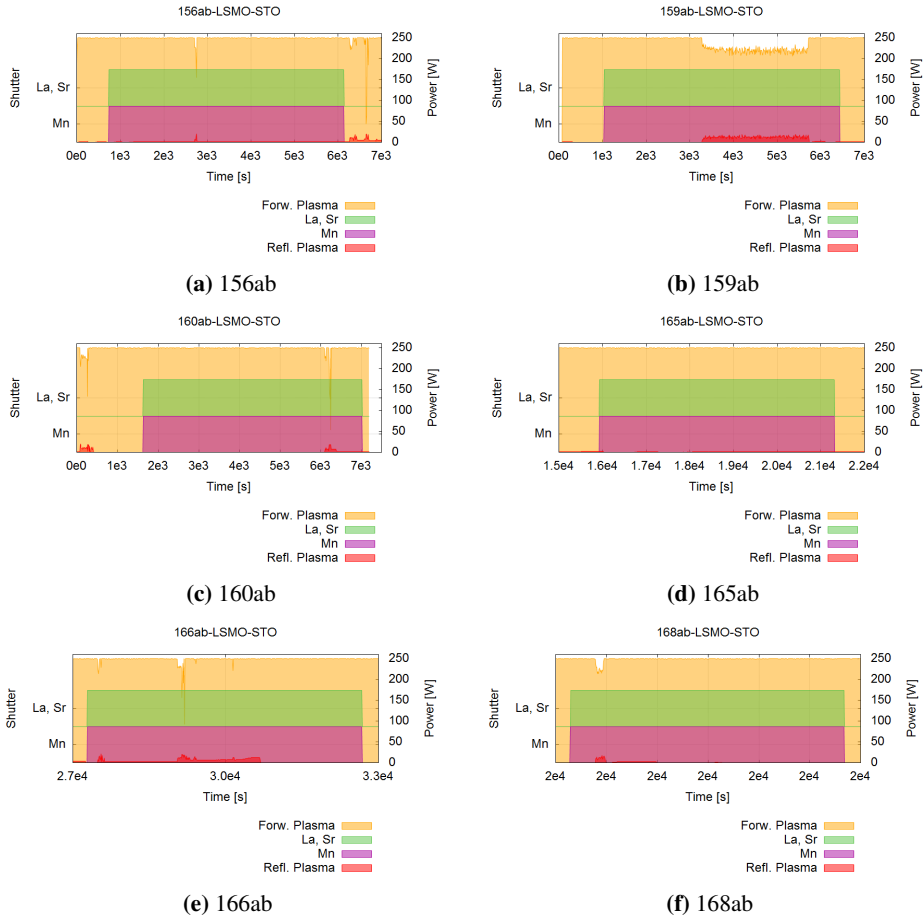 156ab-LSMO-STO
Shutter
La, Sr
Mn
250
200
150
100
50
0
Power [W]
0e0 1e3 2e3 3e3 4e3 5e3 6e3 7e3
Time [s]
Forw. Plasma
La, Sr
Mn
Refl. Plasma
(a) 156ab
159ab-LSMO-STO
Shutter
La, Sr
Mn
250
200
150
100
50
0
Power [W]
0e0 1e3 2e3 3e3 4e3 5e3 6e3 7e3
Time [s]
Forw. Plasma
La, Sr
Mn
Refl. Plasma
(b) 159ab
160ab-LSMO-STO
Shutter
La, Sr
Mn
250
200
150
100
50
0
Power [W]
0e0 1e3 2e3 3e3 4e3 5e3 6e3 7e3
Time [s]
Forw. Plasma
La, Sr
Mn
Refl. Plasma
(c) 160ab
165ab-LSMO-STO
Shutter
La, Sr
Mn
250
200
150
100
50
0
Power [W]
1.5e4 1.6e4 1.7e4 1.8e4 1.9e4 2.0e4 2.1e4 2.2e4
Time [s]
Forw. Plasma
La, Sr
Mn
Refl. Plasma
(d) 165ab
166ab-LSMO-STO
Shutter
La, Sr
Mn
250
200
150
100
50
0
Power [W]
2.7e4 3.0e4 3.3e4
Time [s]
Forw. Plasma
La, Sr
Mn
Refl. Plasma
(e) 166ab
168ab-LSMO-STO
Shutter
La, Sr
Mn
250
200
150
100
50
0
Power [W]
2e4 2e4 2e4 2e4 2e4 2e4 2e4
Time [s]
Forw. Plasma
La, Sr
Mn
Refl. Plasma
(f) 168ab